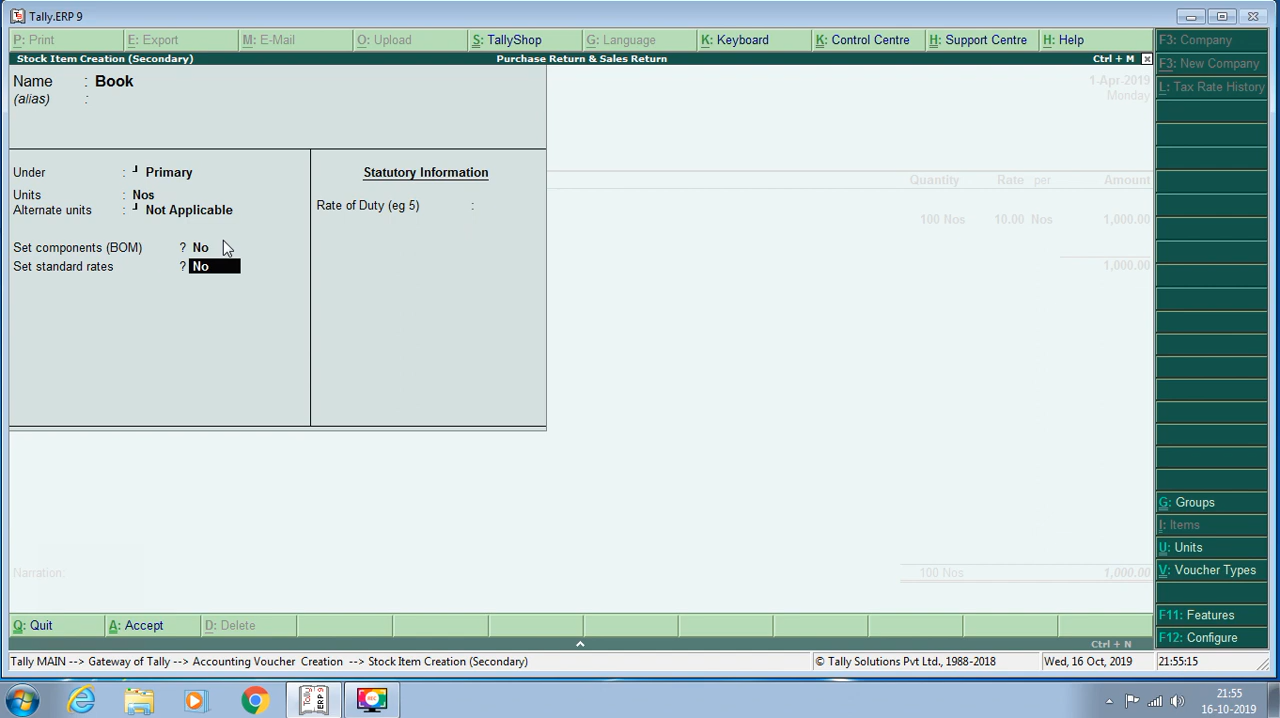 Tally.ERP 9
P: Print E: Export M: E-Mail O: Upload S: TallyShop G: Language K: Keyboard K: Control Centre H: Support Centre H: Help
F3: Company
Stock Item Creation (Secondary) Purchase Return & Sales Return Ctrl + M
F3: New Company
Name : Book
(alias) :
1-Apr-2019
Monday
L: Tax Rate History
Under : Primary
Units : Nos
Alternate units : Not Applicable
Set components (BOM) ? No
Set standard rates ? No
Statutory Information
Rate of Duty (eg 5) :
Quantity Rate per Amount
100 Nos 10.00 Nos 1,000.00
1,000.00
Narration: 100 Nos 1,000.00
G: Groups
I: Items
U: Units
V: Voucher Types
F11: Features
F12: Configure
Q: Quit A: Accept D: Delete
Ctrl + N
Tally MAIN --> Gateway of Tally --> Accounting Voucher Creation --> Stock Item Creation (Secondary) © Tally Solutions Pvt Ltd., 1988-2018 Wed, 16 Oct, 2019 21:55:15
Tally ERP 9
REC
21:55
16-10-2019